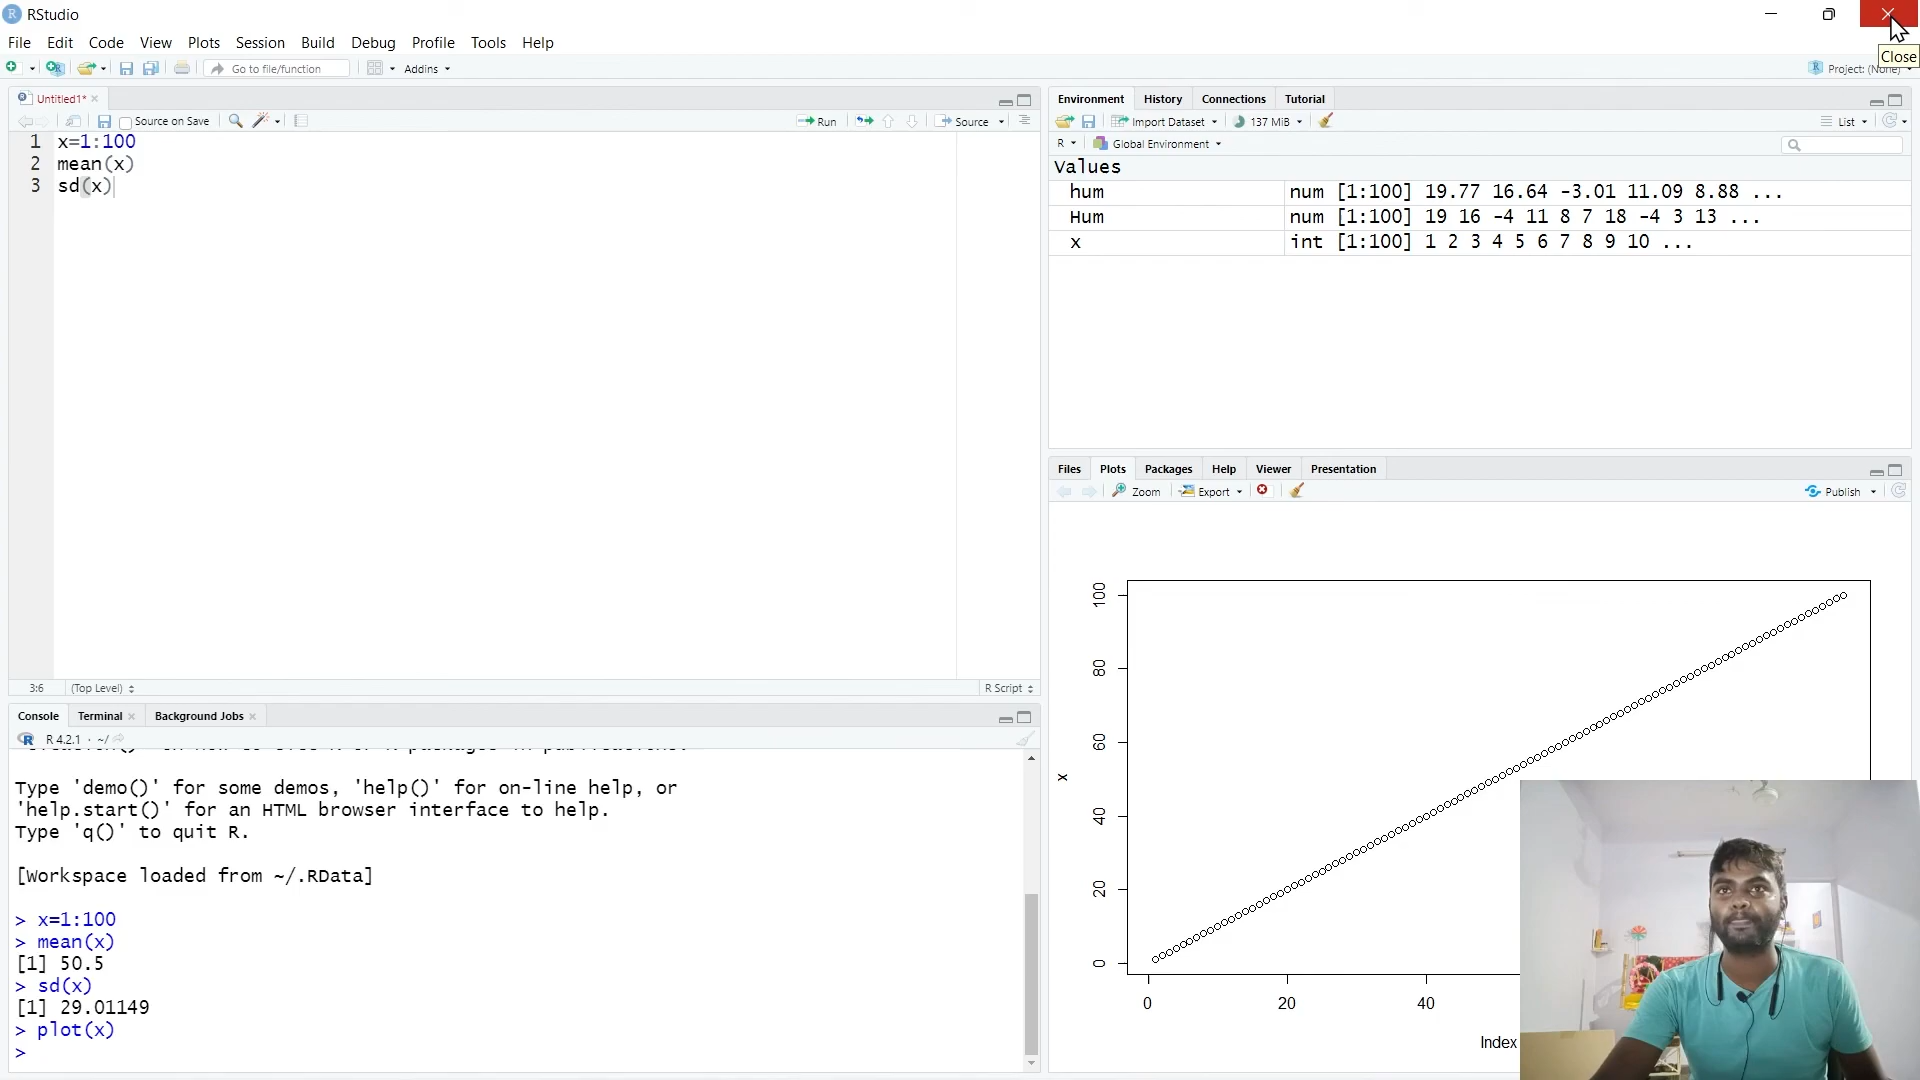 RStudio
File Edit Code View Plots Session Build Debug Profile Tools Help
Go to file/function Addins
Close
Project: (None)
Untitled1*
Source on Save Run Source
1 x=1:100
2 mean(x)
3 sd(x)
3:6 (Top Level) R Script
Console Terminal Background Jobs
R 4.2.1 · ~/
Type 'demo()' for some demos, 'help()' for on-line help, or
'help.start()' for an HTML browser interface to help.
Type 'q()' to quit R.
[Workspace loaded from ~/.RData]
> x=1:100
> mean(x)
[1] 50.5
> sd(x)
[1] 29.01149
> plot(x)
>
Environment History Connections Tutorial
Import Dataset 137 MiB List
R Global Environment
Values
hum num [1:100] 19.77 16.64 -3.01 11.09 8.88 ...
Hum num [1:100] 19 16 -4 11 8 7 18 -4 3 13 ...
x int [1:100] 1 2 3 4 5 6 7 8 9 10 ...
Files Plots Packages Help Viewer Presentation
Zoom Export Publish
100
80
60
40
20
0
x
0 20 40
Index